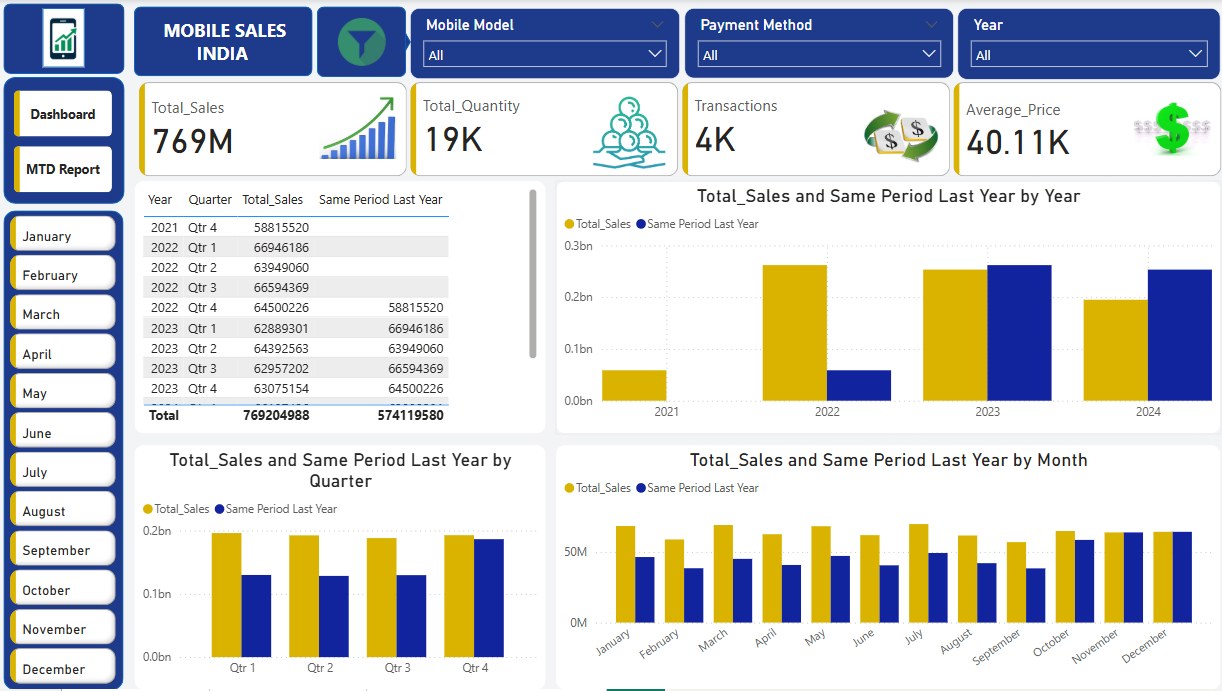 MOBILE SALES
INDIA
Mobile Model
All
Payment Method
All
Year
All
Dashboard
MTD Report
January
February
March
April
May
June
July
August
September
October
November
December
Total_Sales
769M
Total_Quantity
19K
Transactions
4K
$
$
Average_Price
40.11K
$
Year Quarter Total_Sales Same Period Last Year
2021 Qtr 4 58815520
2022 Qtr 1 66946186
2022 Qtr 2 63949060
2022 Qtr 3 66594369
2022 Qtr 4 64500226 58815520
2023 Qtr 1 62889301 66946186
2023 Qtr 2 64392563 63949060
2023 Qtr 3 62957202 66594369
2023 Qtr 4 63075154 64500226
Total 769204988 574119580
Total_Sales and Same Period Last Year by Year
Total_Sales Same Period Last Year
0.3bn
0.2bn
0.1bn
0.0bn
2021 2022 2023 2024
Total_Sales and Same Period Last Year by
Quarter
Total_Sales Same Period Last Year
0.2bn
0.1bn
0.0bn
Qtr 1 Qtr 2 Qtr 3 Qtr 4
Total_Sales and Same Period Last Year by Month
Total_Sales Same Period Last Year
50M
0M
January February March April May June July August September October November December